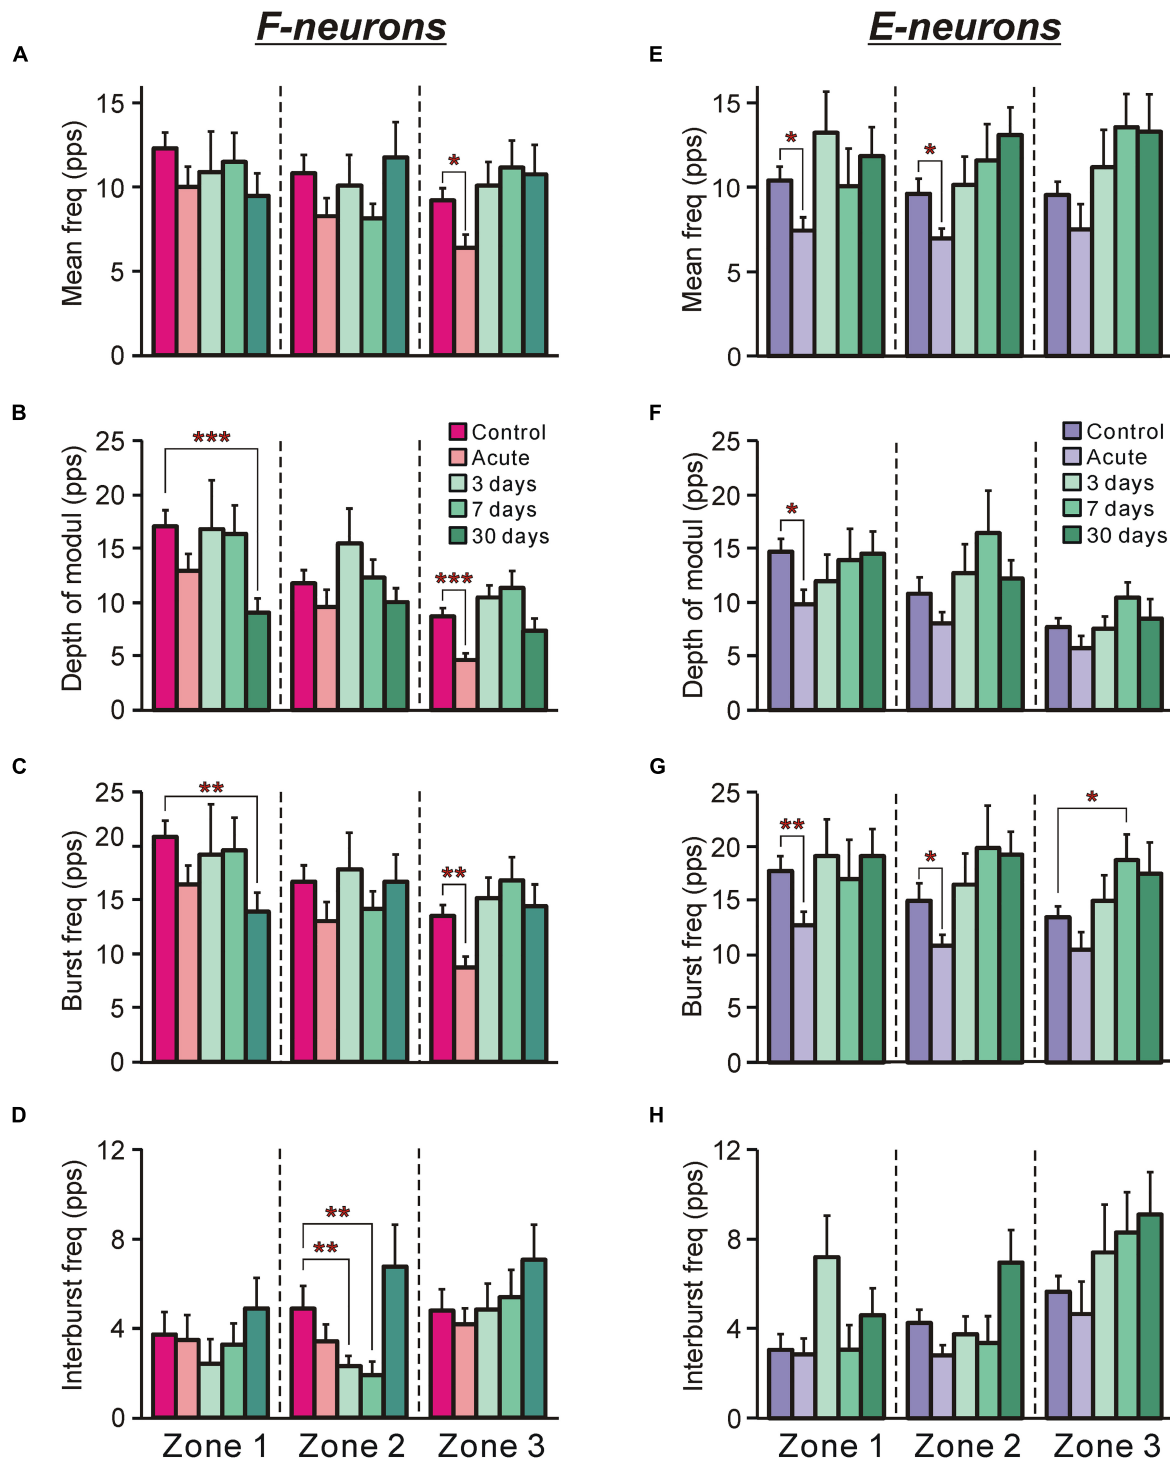 F-neurons
E-neurons
A
Mean freq (pps)
15
10
5
0
*
E
Mean freq (pps)
15
10
5
0
*
*
B
Depth of modul (pps)
25
20
15
10
5
0
***
***
Control
Acute
3 days
7 days
30 days
F
Depth of modul (pps)
25
20
15
10
5
0
*
Control
Acute
3 days
7 days
30 days
C
Burst freq (pps)
25
20
15
10
5
0
**
**
G
Burst freq (pps)
25
20
15
10
5
0
**
*
*
D
Interburst freq (pps)
12
8
4
0
**
**
Zone 1
Zone 2
Zone 3
H
Interburst freq (pps)
12
8
4
0
Zone 1
Zone 2
Zone 3